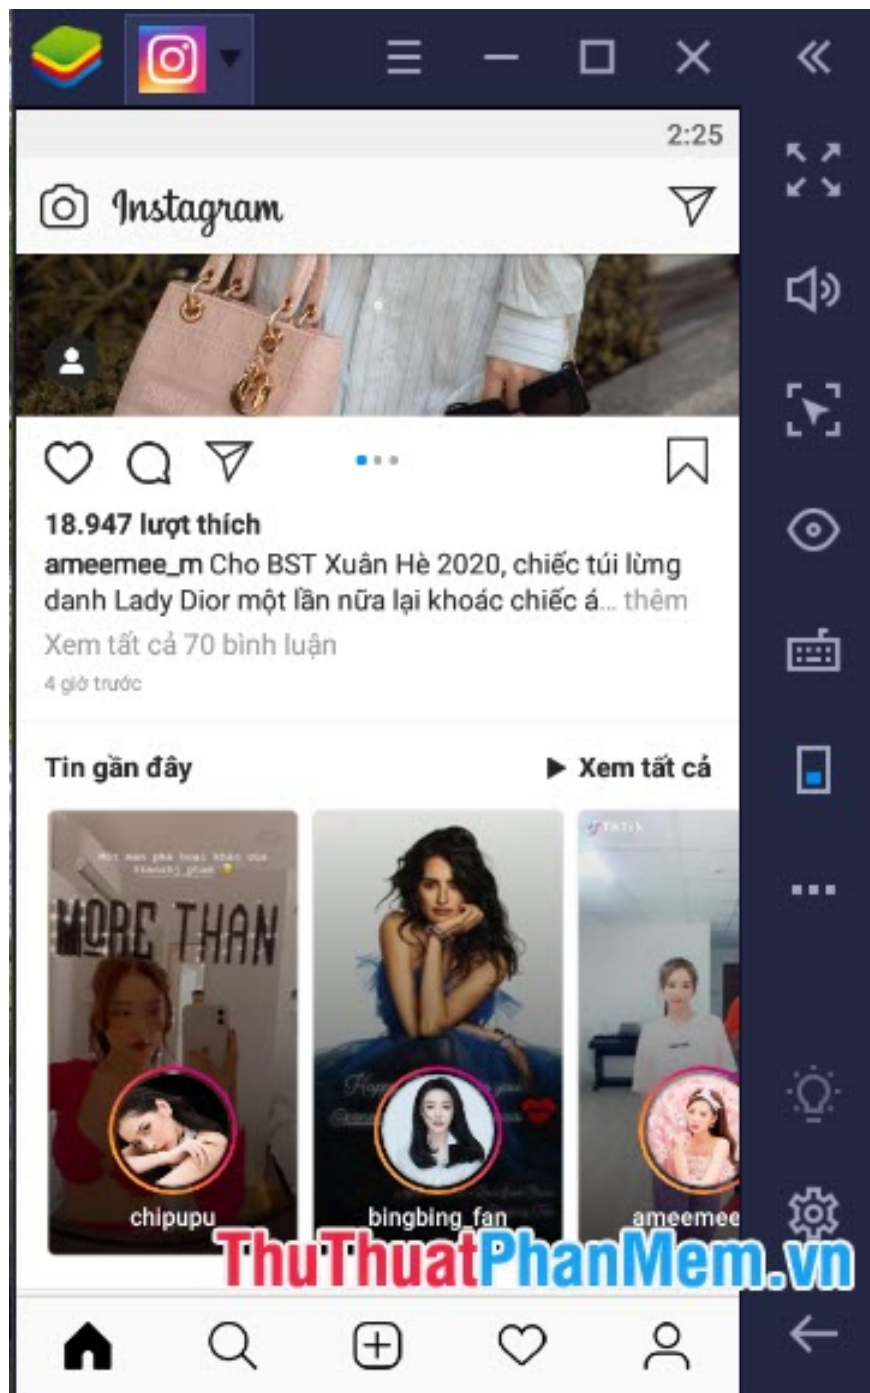 2:25
Instagram
18.947 lượt thích
ameemee_m Cho BST Xuân Hè 2020, chiếc túi lừng
danh Lady Dior một lần nữa lại khoác chiếc á... thêm
Xem tất cả 70 bình luận
4 giờ trước
Tin gần đây
Xem tất cả
TikTok
MORE THAN
chipupu
bingbing_fan
ameemee
ThuThuatPhanMem.vn